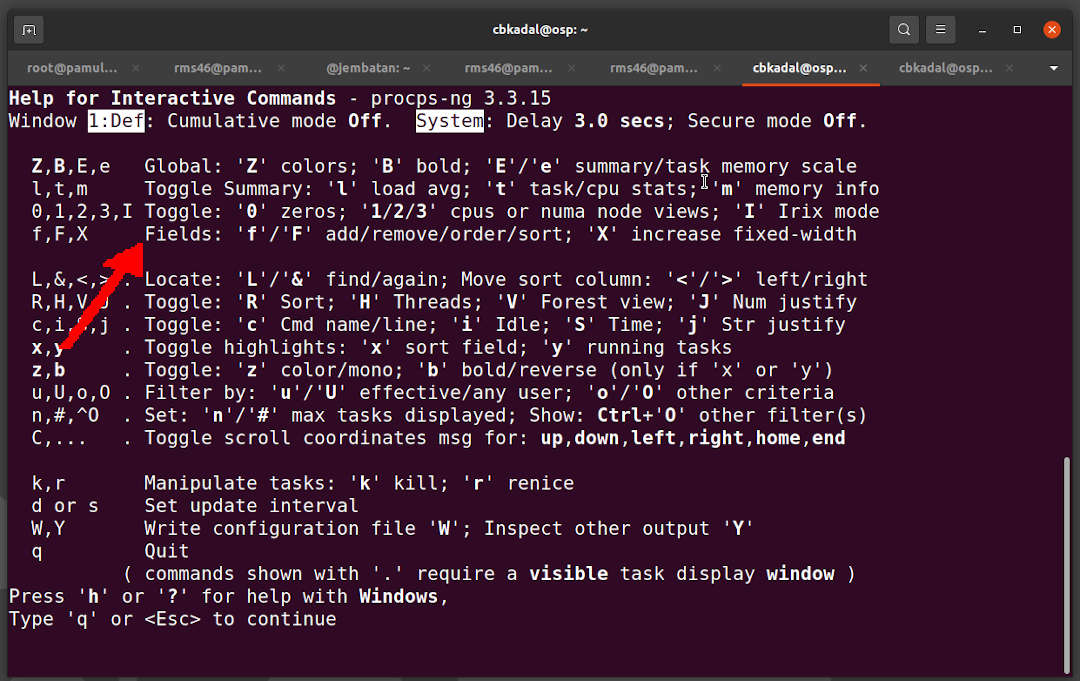 cbkadal@osp: ~
root@pamul... rms46@pam... @jembatan: ~ rms46@pam... rms46@pam... cbkadal@osp... cbkadal@osp...
Help for Interactive Commands - procps-ng 3.3.15
Window 1:Def: Cumulative mode Off.  System: Delay 3.0 secs; Secure mode Off.
Z,B,E,e   Global: 'Z' colors; 'B' bold; 'E'/'e' summary/task memory scale
l,t,m     Toggle Summary: 'l' load avg; 't' task/cpu stats; 'm' memory info
0,1,2,3,I Toggle: '0' zeros; '1/2/3' cpus or numa node views; 'I' Irix mode
f,F,X     Fields: 'f'/'F' add/remove/order/sort; 'X' increase fixed-width
L,&,<,> . Locate: 'L'/'&' find/again; Move sort column: '<'/'>' left/right
R,H,V,J . Toggle: 'R' Sort; 'H' Threads; 'V' Forest view; 'J' Num justify
c,i,S,j . Toggle: 'c' Cmd name/line; 'i' Idle; 'S' Time; 'j' Str justify
x,y     . Toggle highlights: 'x' sort field; 'y' running tasks
z,b     . Toggle: 'z' color/mono; 'b' bold/reverse (only if 'x' or 'y')
u,U,o,O . Filter by: 'u'/'U' effective/any user; 'o'/'O' other criteria
n,#,^O  . Set: 'n'/'#' max tasks displayed; Show: Ctrl+'O' other filter(s)
C,...   . Toggle scroll coordinates msg for: up,down,left,right,home,end
k,r       Manipulate tasks: 'k' kill; 'r' renice
d or s    Set update interval
W,Y       Write configuration file 'W'; Inspect other output 'Y'
q         Quit
( commands shown with '.' require a visible task display window )
Press 'h' or '?' for help with Windows,
Type 'q' or <Esc> to continue